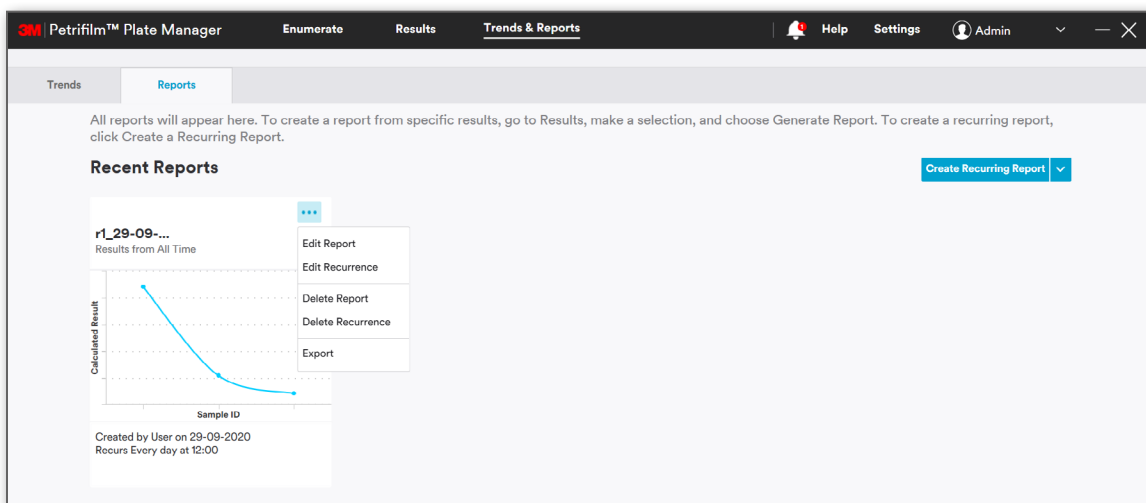 3M Petrifilm™ Plate Manager Enumerate Results Trends & Reports 1 Help Settings Admin
Trends Reports
All reports will appear here. To create a report from specific results, go to Results, make a selection, and choose Generate Report. To create a recurring report,
click Create a Recurring Report.
Recent Reports Create Recurring Report
r1_29-09-...
Results from All Time
Edit Report
Edit Recurrence
Delete Report
Delete Recurrence
Export
Calculated Result
Sample ID
Created by User on 29-09-2020
Recurs Every day at 12:00